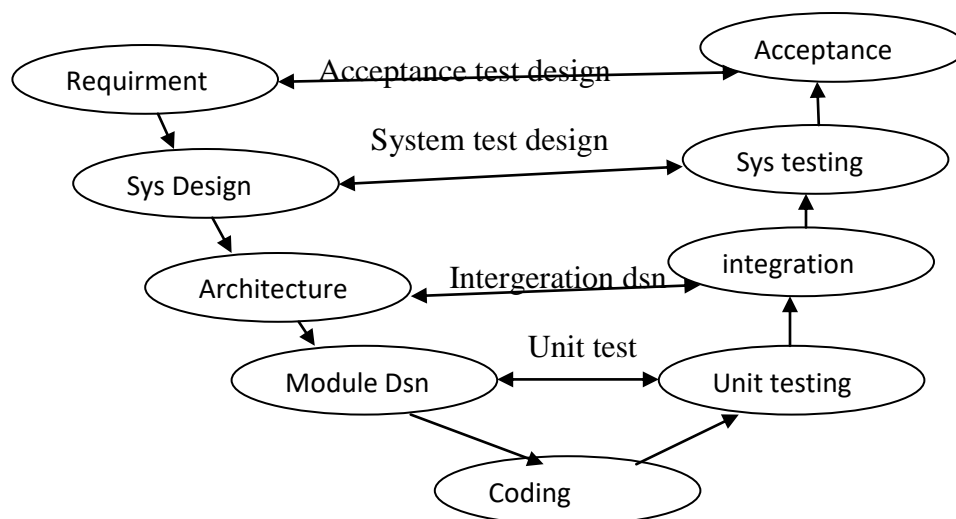 Acceptance
Requirment
Acceptance test design
System test design
Sys testing
Sys Design
integration
Intergeration dsn
Architecture
Unit test
Module Dsn
Unit testing
Coding